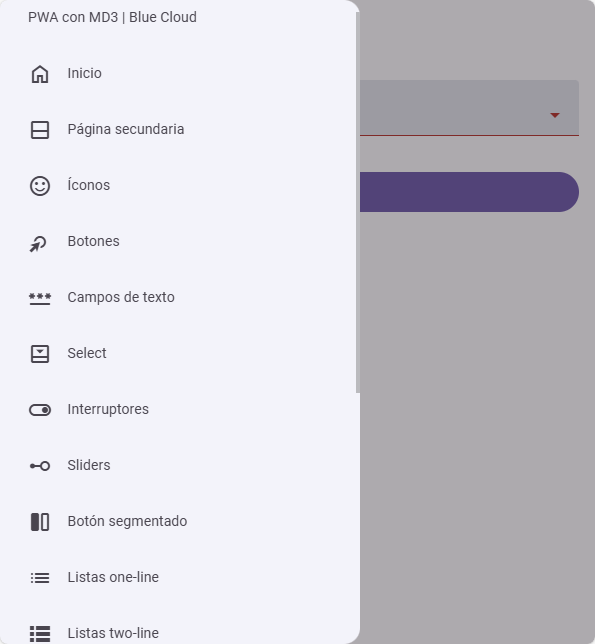 PWA con MD3 | Blue Cloud
Inicio
Página secundaria
Íconos
Botones
Campos de texto
Select
Interruptores
Sliders
Botón segmentado
Listas one-line
Listas two-line